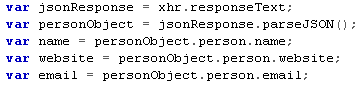 var jsonResponse = xhr.responseText;
var personObject = jsonResponse.parseJSON();
var name = personObject.person.name;
var website = personObject.person.website;
var email = personObject.person.email;